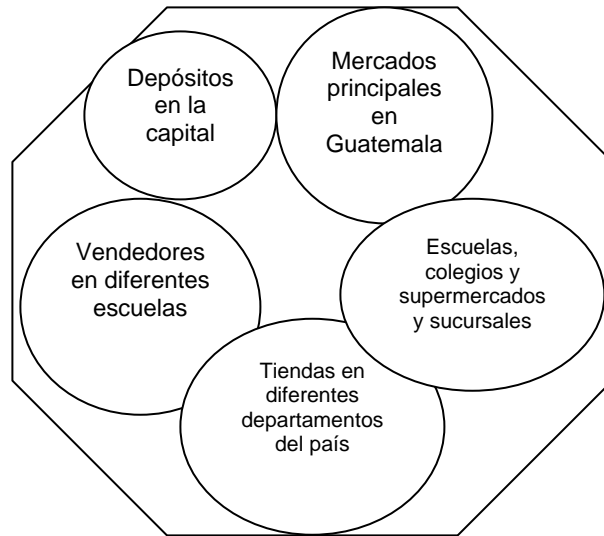 Depósitos
en la
capital
Mercados
principales
en
Guatemala
Vendedores
en diferentes
escuelas
Escuelas,
colegios y
supermercados
y sucursales
Tiendas en
diferentes
departamentos
del país